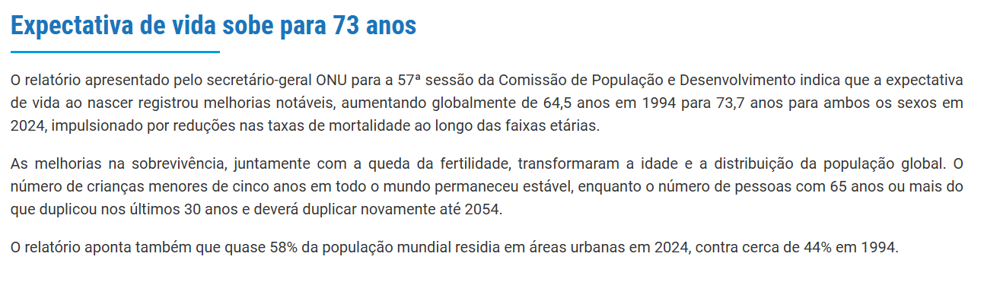 Expectativa de vida sobe para 73 anos
O relatório apresentado pelo secretário-geral ONU para a 57ª sessão da Comissão de População e Desenvolvimento indica que a expectativa
de vida ao nascer registrou melhorias notáveis, aumentando globalmente de 64,5 anos em 1994 para 73,7 anos para ambos os sexos em
2024, impulsionado por reduções nas taxas de mortalidade ao longo das faixas etárias.
As melhorias na sobrevivência, juntamente com a queda da fertilidade, transformaram a idade e a distribuição da população global. O
número de crianças menores de cinco anos em todo o mundo permaneceu estável, enquanto o número de pessoas com 65 anos ou mais do
que duplicou nos últimos 30 anos e deverá duplicar novamente até 2054.
O relatório aponta também que quase 58% da população mundial residia em áreas urbanas em 2024, contra cerca de 44% em 1994.